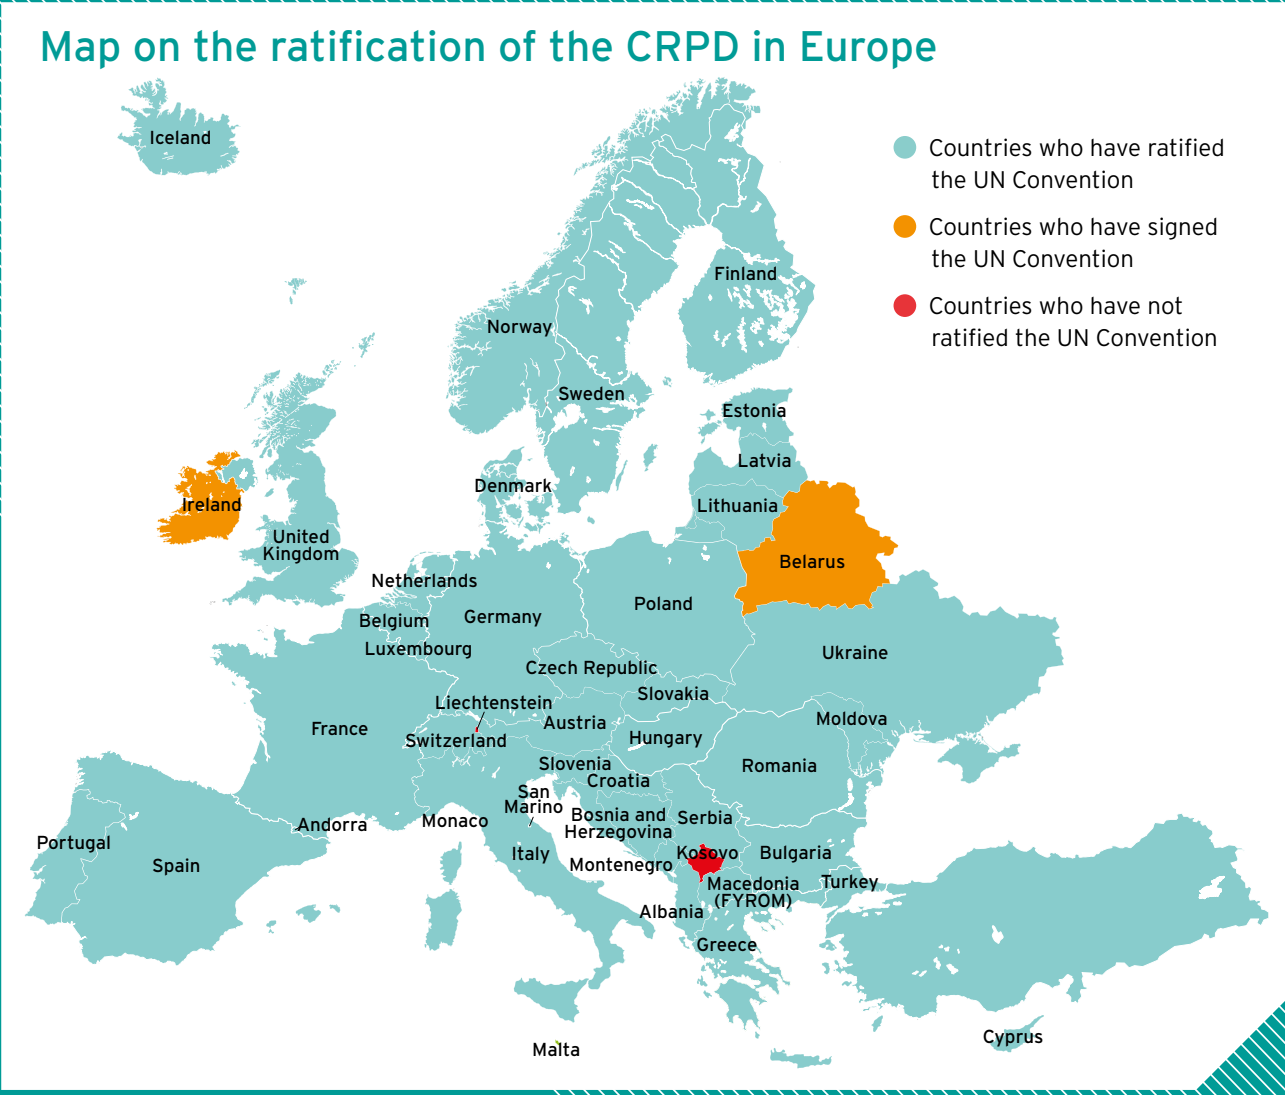 Map on the ratification of the CRPD in Europe
Iceland
Countries who have ratified
the UN Convention
Countries who have signed
the UN Convention
Countries who have not
ratified the UN Convention
Finland
Norway
Sweden
Estonia
Latvia
Denmark
Lithuania
Ireland
United
Kingdom
Belarus
Netherlands
Poland
Germany
Belgium
Luxembourg
Ukraine
Czech Republic
Slovakia
Liechtenstein
Moldova
Austria
France
Hungary
Switzerland
Slovenia
Romania
Croatia
San
Marino
Bosnia and
Herzegovina
Serbia
Monaco
Andorra
Portugal
Italy
Kosovo
Bulgaria
Spain
Montenegro
Macedonia
(FYROM)
Turkey
Albania
Greece
Cyprus
Malta